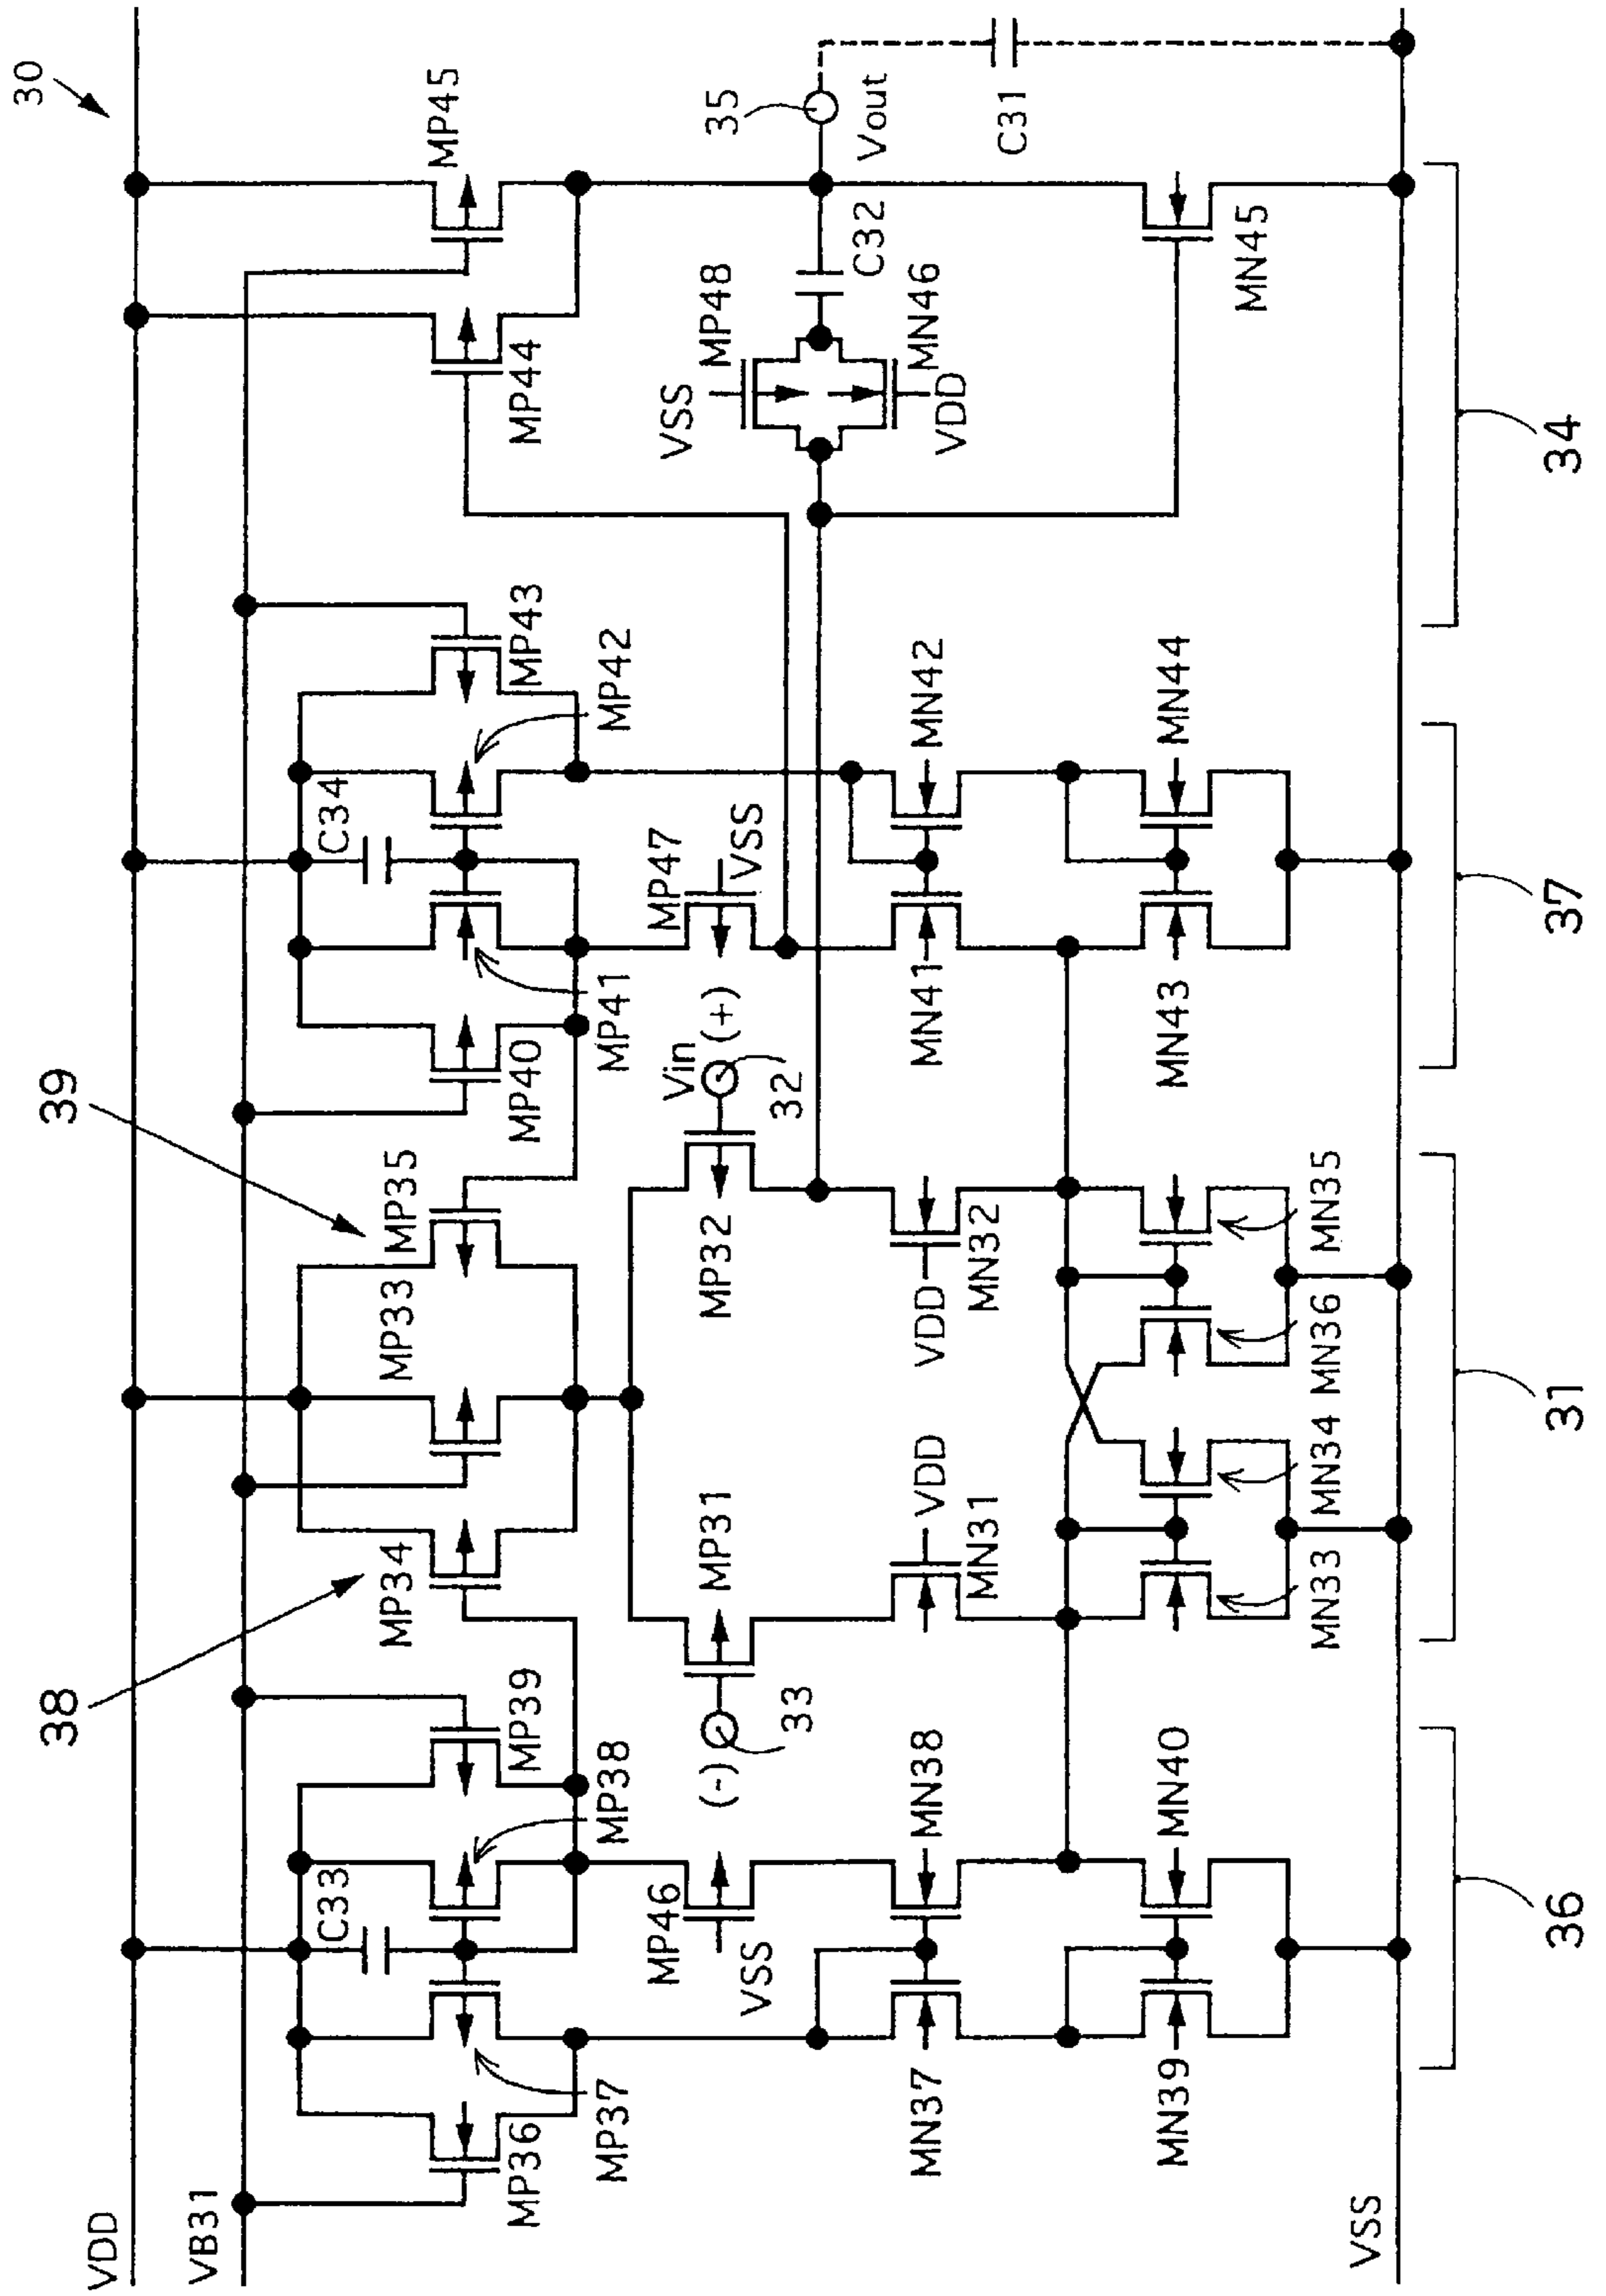 30
VDD
VB31
VSS
38
39
C33
MP36
MP37
MP38
MP39
MP34
MP33
MP35
MP40
MP41
C34
MP42
MP43
MP44
MP45
MP46
VSS
(-)
33
MP31
MP32
Vin
(+)
32
MP47
VSS
VSS
MP48
C32
MN46
VDD
35
Vout
C31
MN37
MN38
VDD
MN31
VDD
MN32
MN41
MN42
MN39
MN40
MN33
MN34
MN36
MN35
MN43
MN44
MN45
36
31
37
34